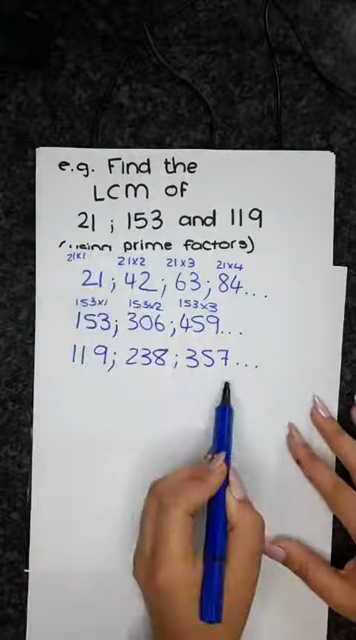 e.g. Find the
LCM of
21 ; 153 and 119
(using prime factors)
21x1 21x2 21x3 21x4
21; 42; 63; 84...
153x1 153x2 153x3
153; 306; 459...
119; 238; 357...